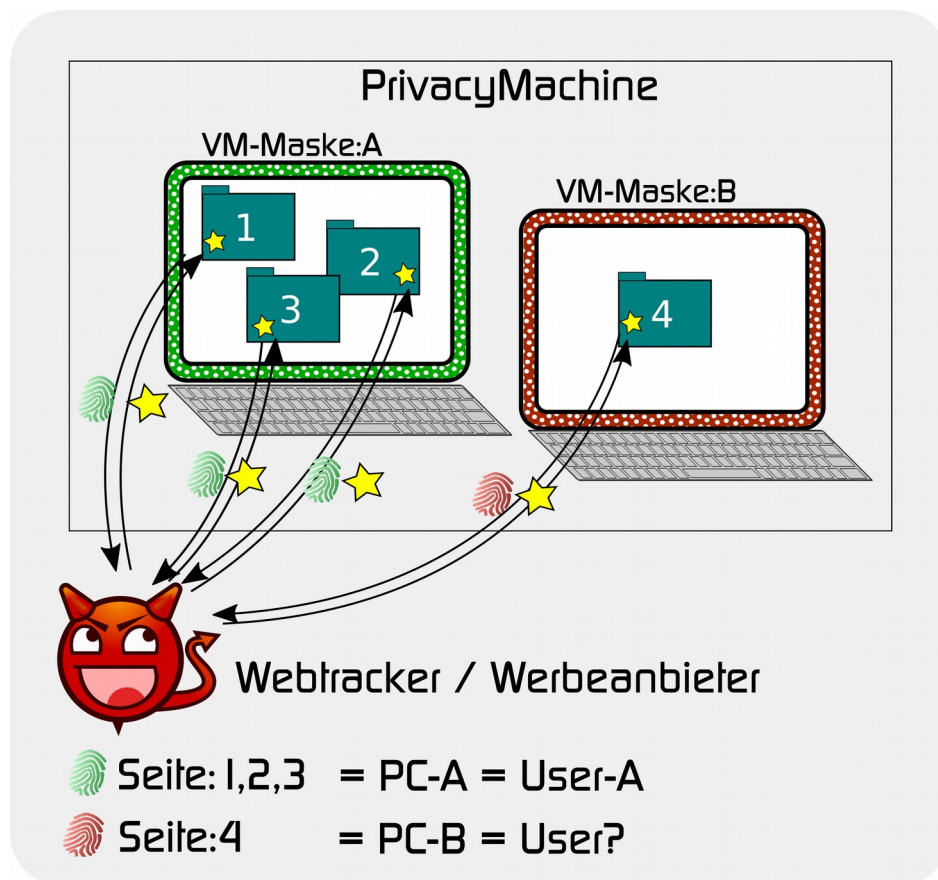 PrivacyMachine
VM-Maske:A
VM-Maske:B
1
2
3
4
Webtracker / Werbeanbieter
Seite: 1,2,3 = PC-A = User-A
Seite:4 = PC-B = User?